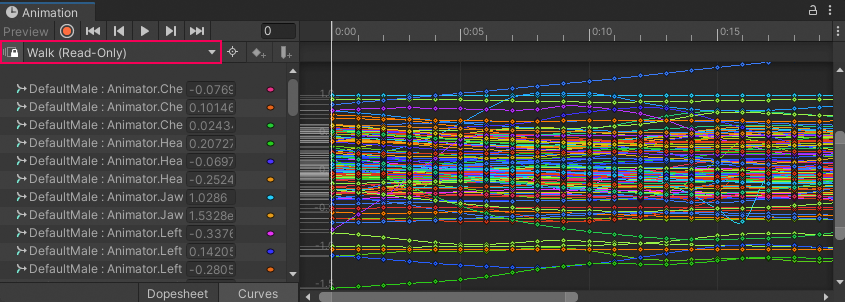 Animation
Preview 0 0:00 0:05 0:10 0:15
Walk (Read-Only)
DefaultMale : Animator.Che -0.0769
DefaultMale : Animator.Che 0.10146
DefaultMale : Animator.Che 0.0243
DefaultMale : Animator.Hea 0.20727
DefaultMale : Animator.Hea -0.0697
DefaultMale : Animator.Hea -0.2524
DefaultMale : Animator.Jaw 1.0286
DefaultMale : Animator.Jaw 1.5328e
DefaultMale : Animator.Left -0.3376
DefaultMale : Animator.Left 0.14205
DefaultMale : Animator.Left -0.2805
Dopesheet Curves